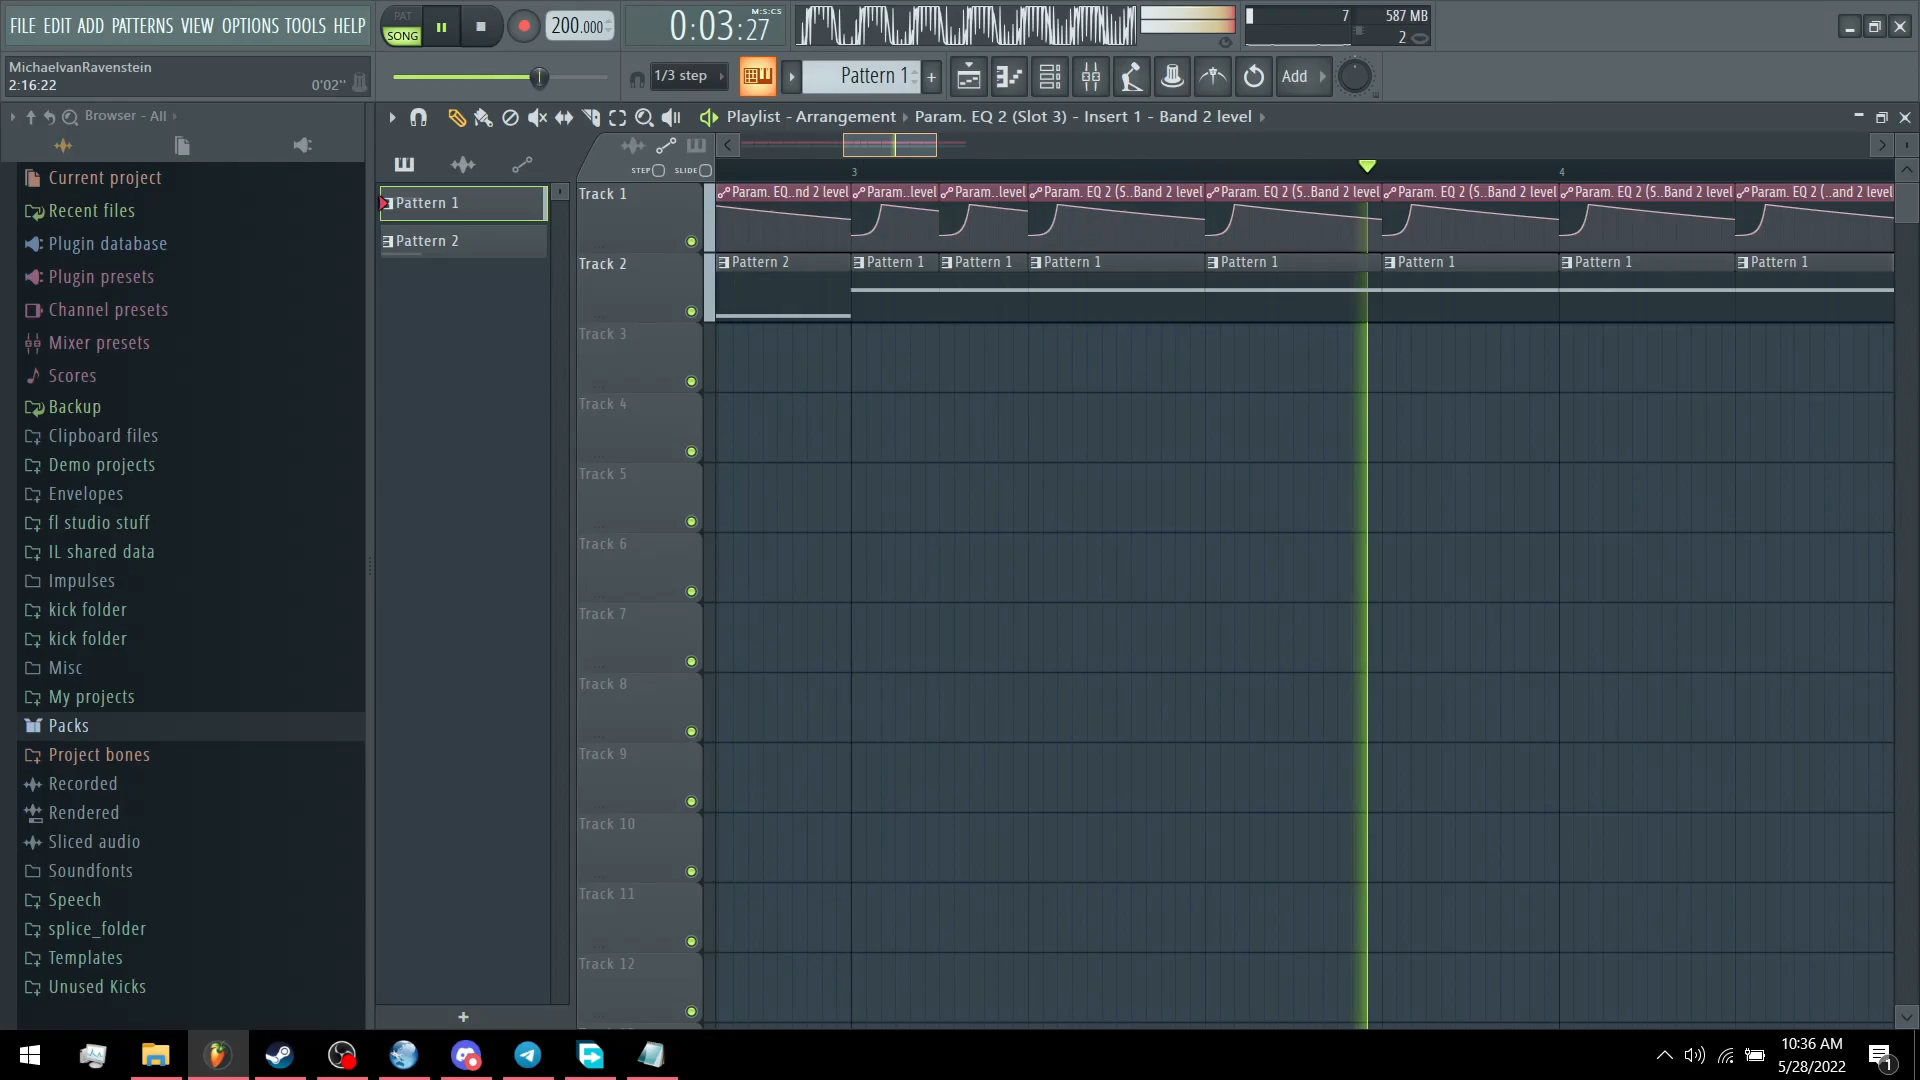 FILE EDIT ADD PATTERNS VIEW OPTIONS TOOLS HELP
PAT
SONG
200.000
0:03:27
M:S:CS
7
587 MB
2
MichaelvanRavenstein
2:16:22
0'02''
1/3 step
Pattern 1
+
Add
Browser - All
Playlist - Arrangement
Param. EQ 2 (Slot 3) - Insert 1 - Band 2 level
STEP
SLIDE
3
4
Current project
Recent files
Plugin database
Plugin presets
Channel presets
Mixer presets
Scores
Backup
Clipboard files
Demo projects
Envelopes
fl studio stuff
IL shared data
Impulses
kick folder
kick folder
Misc
My projects
Packs
Project bones
Recorded
Rendered
Sliced audio
Soundfonts
Speech
splice_folder
Templates
Unused Kicks
Pattern 1
Pattern 2
+
Track 1
Param. EQ..nd 2 level
Param..level
Param..level
Param. EQ 2 (S..Band 2 level
Param. EQ 2 (S..Band 2 level
Param. EQ 2 (S..Band 2 level
Param. EQ 2 (S..Band 2 level
Param. EQ 2 (..and 2 level
Track 2
Pattern 2
Pattern 1
Pattern 1
Pattern 1
Pattern 1
Pattern 1
Pattern 1
Pattern 1
Track 3
Track 4
Track 5
Track 6
Track 7
Track 8
Track 9
Track 10
Track 11
Track 12
10:36 AM
5/28/2022
1